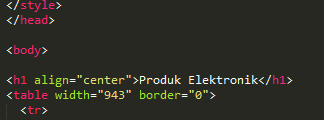 </style>
</head>
<body>
<h1 align="center">Produk Elektronik</h1>
<table width="943" border="0">
<tr>